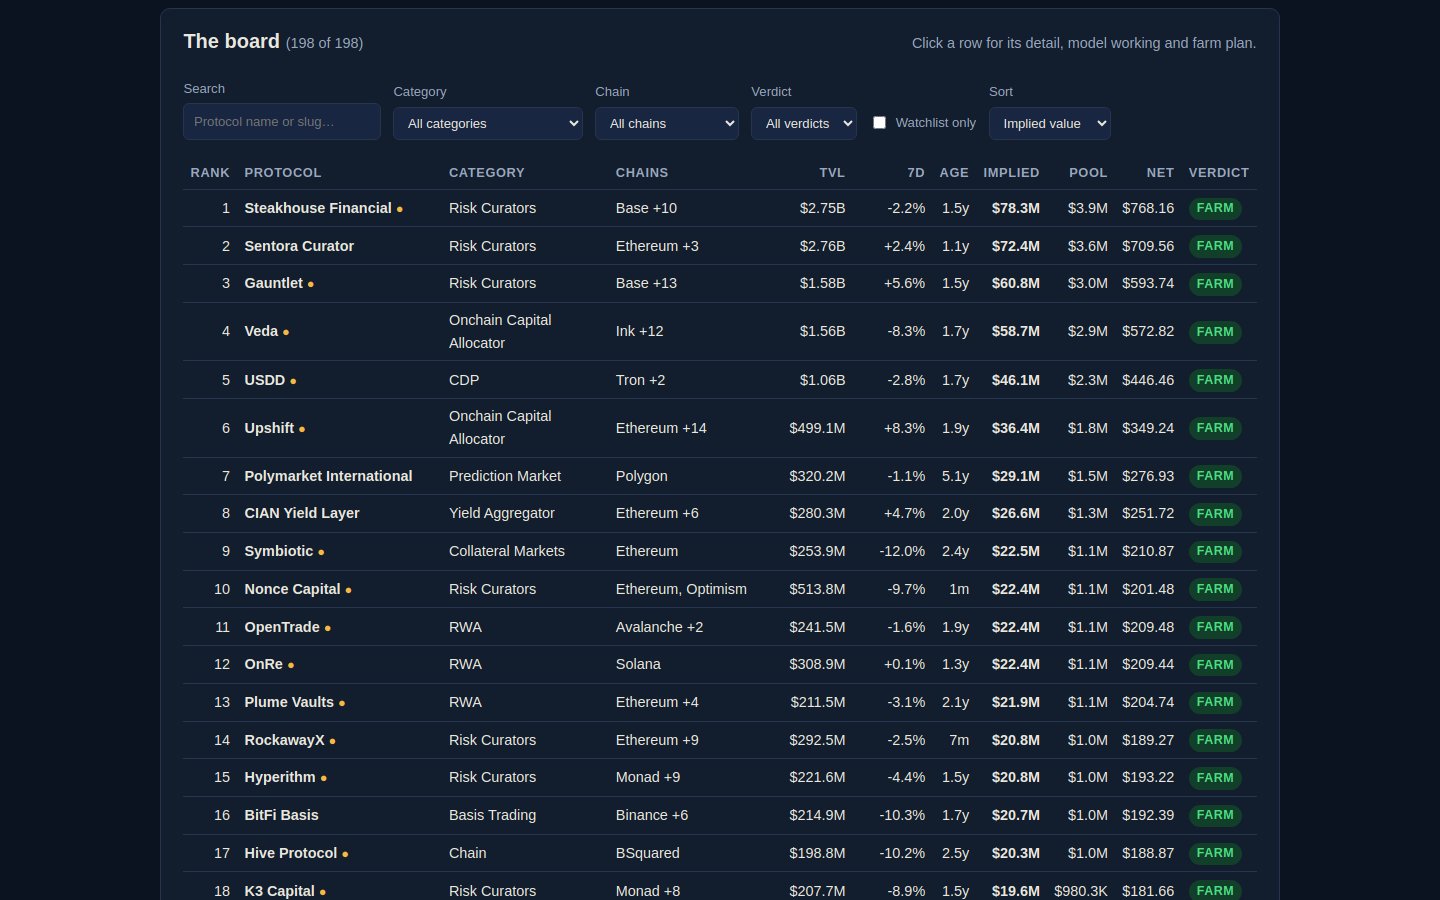 The board (198 of 198) Click a row for its detail, model working and farm plan.
Search Category Chain Verdict Sort
Protocol name or slug… All categories All chains All verdicts Watchlist only Implied value
RANK PROTOCOL CATEGORY CHAINS TVL 7D AGE IMPLIED POOL NET VERDICT
1 Steakhouse Financial ● Risk Curators Base +10 $2.75B -2.2% 1.5y $78.3M $3.9M $768.16 FARM
2 Sentora Curator Risk Curators Ethereum +3 $2.76B +2.4% 1.1y $72.4M $3.6M $709.56 FARM
3 Gauntlet ● Risk Curators Base +13 $1.58B +5.6% 1.5y $60.8M $3.0M $593.74 FARM
4 Veda ● Onchain Capital Allocator Ink +12 $1.56B -8.3% 1.7y $58.7M $2.9M $572.82 FARM
5 USDD ● CDP Tron +2 $1.06B -2.8% 1.7y $46.1M $2.3M $446.46 FARM
6 Upshift ● Onchain Capital Allocator Ethereum +14 $499.1M +8.3% 1.9y $36.4M $1.8M $349.24 FARM
7 Polymarket International Prediction Market Polygon $320.2M -1.1% 5.1y $29.1M $1.5M $276.93 FARM
8 CIAN Yield Layer Yield Aggregator Ethereum +6 $280.3M +4.7% 2.0y $26.6M $1.3M $251.72 FARM
9 Symbiotic ● Collateral Markets Ethereum $253.9M -12.0% 2.4y $22.5M $1.1M $210.87 FARM
10 Nonce Capital ● Risk Curators Ethereum, Optimism $513.8M -9.7% 1m $22.4M $1.1M $201.48 FARM
11 OpenTrade ● RWA Avalanche +2 $241.5M -1.6% 1.9y $22.4M $1.1M $209.48 FARM
12 OnRe ● RWA Solana $308.9M +0.1% 1.3y $22.4M $1.1M $209.44 FARM
13 Plume Vaults ● RWA Ethereum +4 $211.5M -3.1% 2.1y $21.9M $1.1M $204.74 FARM
14 RockawayX ● Risk Curators Ethereum +9 $292.5M -2.5% 7m $20.8M $1.0M $189.27 FARM
15 Hyperithm ● Risk Curators Monad +9 $221.6M -4.4% 1.5y $20.8M $1.0M $193.22 FARM
16 BitFi Basis Basis Trading Binance +6 $214.9M -10.3% 1.7y $20.7M $1.0M $192.39 FARM
17 Hive Protocol ● Chain BSquared $198.8M -10.2% 2.5y $20.3M $1.0M $188.87 FARM
18 K3 Capital ● Risk Curators Monad +8 $207.7M -8.9% 1.5y $19.6M $980.3K $181.66 FARM